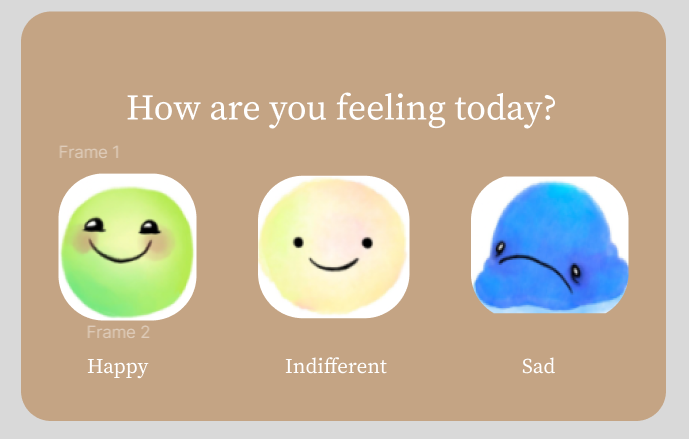 How are you feeling today?
Frame 1
Frame 2
Happy
Indifferent
Sad